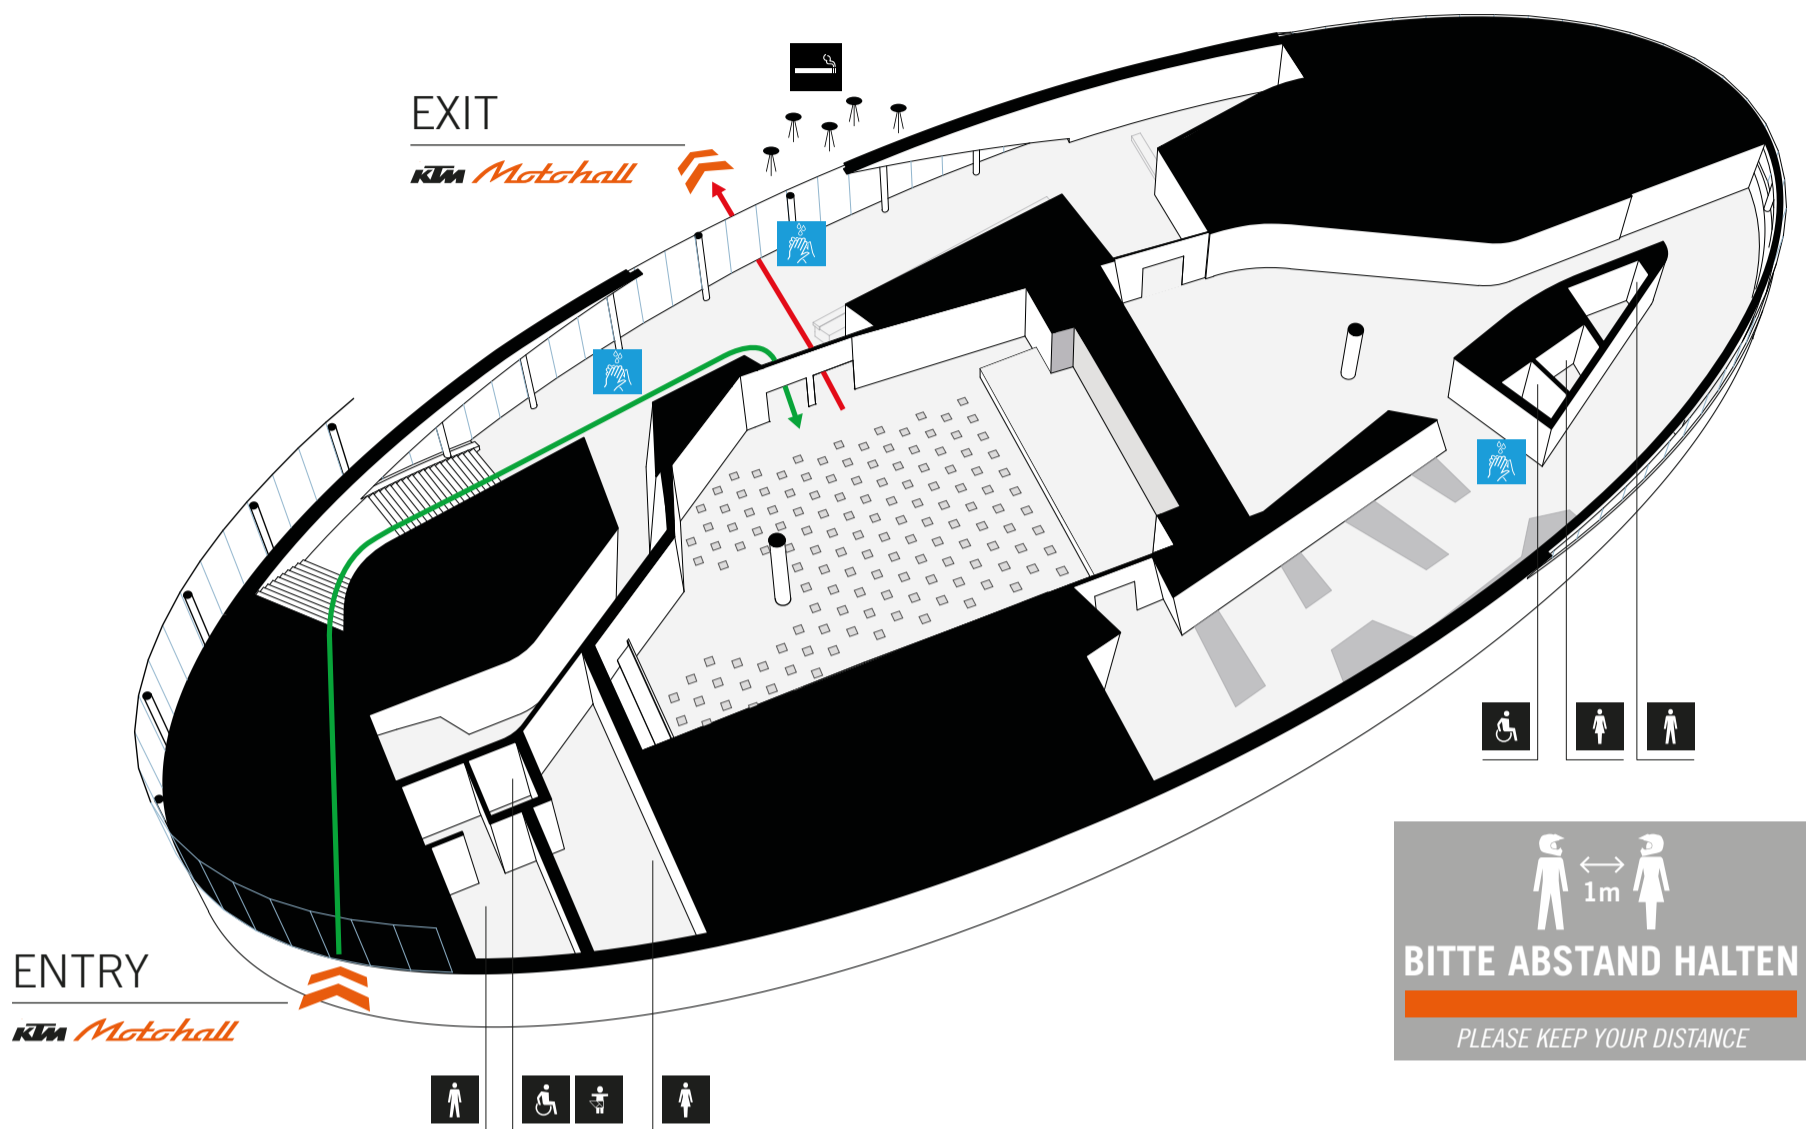 EXIT
KTM Motohall
ENTRY
KTM Motohall
1m
BITTE ABSTAND HALTEN
PLEASE KEEP YOUR DISTANCE